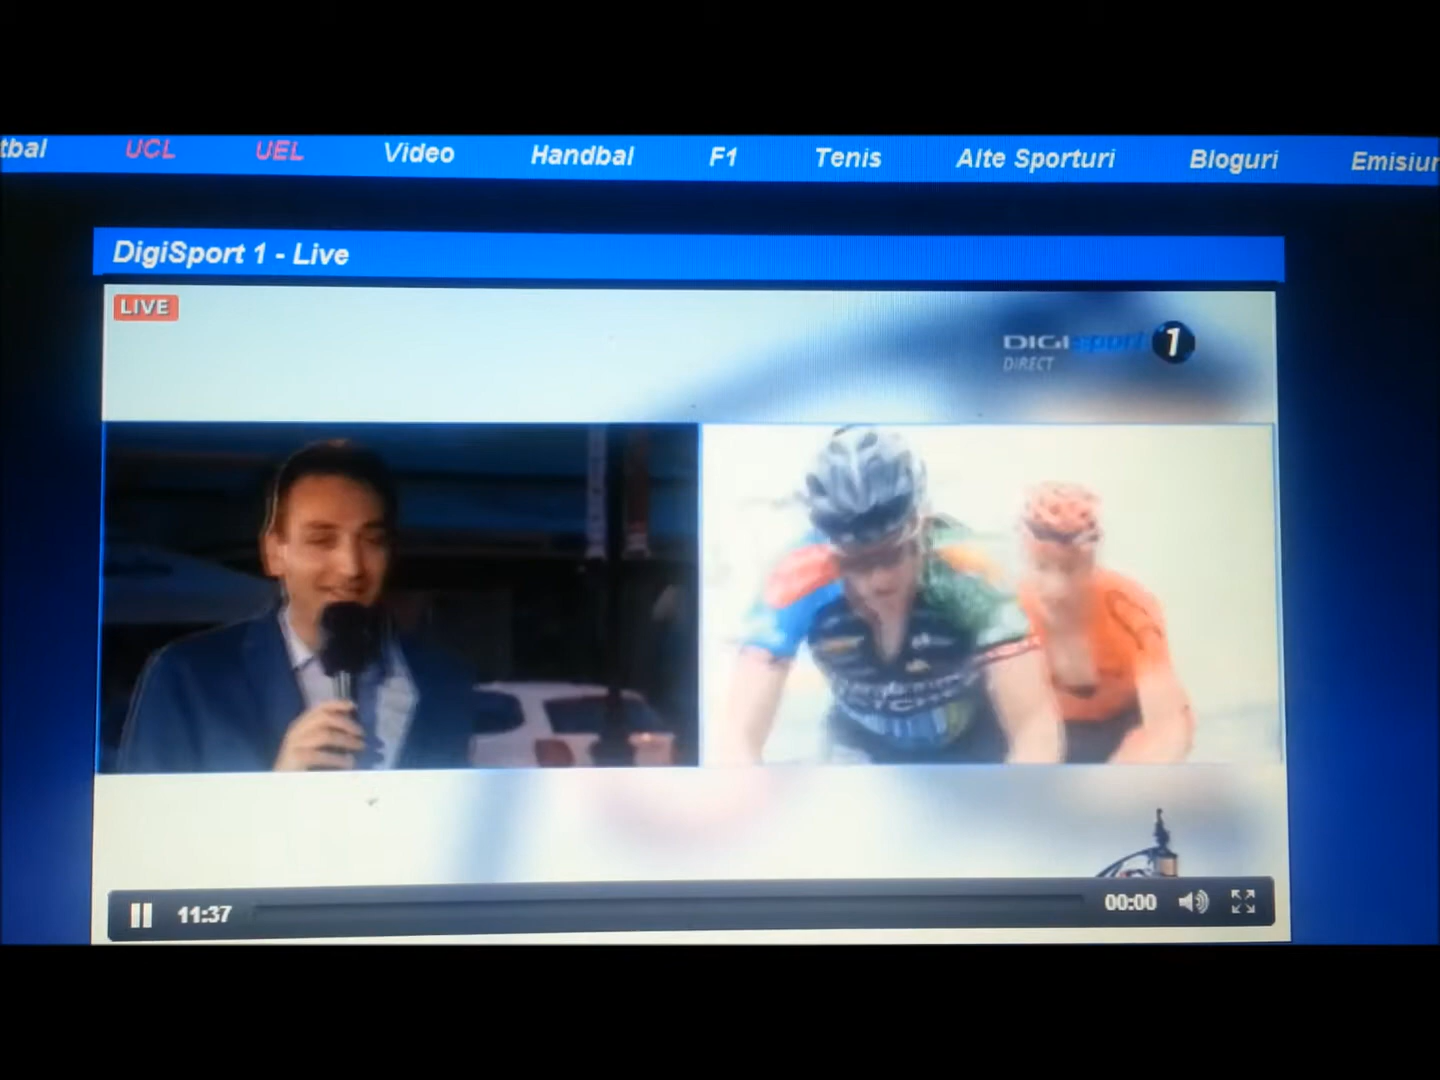 tbal UCL UEL Video Handbal F1 Tenis Alte Sporturi Bloguri Emisiur
DigiSport 1 - Live
LIVE
DIGI sport 1
DIRECT
11:37 00:00